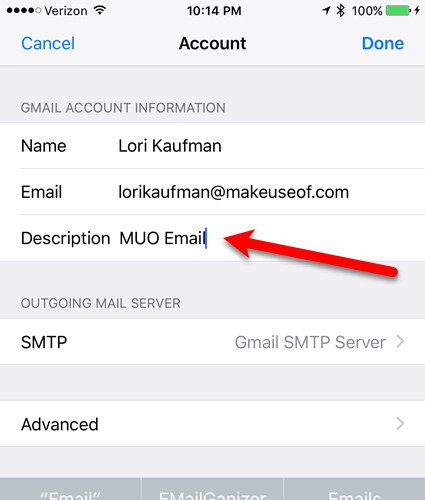 Verizon 10:14 PM 100%
Cancel Account Done
GMAIL ACCOUNT INFORMATION
Name Lori Kaufman
Email lorikaufman@makeuseof.com
Description MUO Email
OUTGOING MAIL SERVER
SMTP Gmail SMTP Server
Advanced
“Email” EMailGanizer Emails